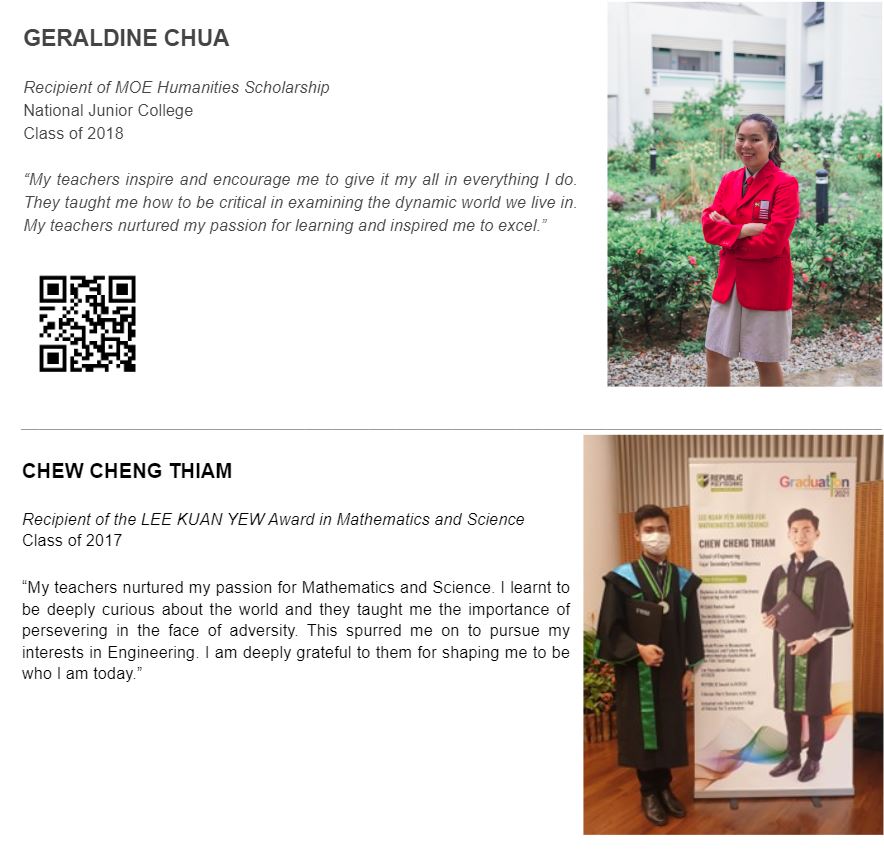 GERALDINE CHUA
Recipient of MOE Humanities Scholarship
National Junior College
Class of 2018
“My teachers inspire and encourage me to give it my all in everything I do.
They taught me how to be critical in examining the dynamic world we live in.
My teachers nurtured my passion for learning and inspired me to excel.”
CHEW CHENG THIAM
Recipient of the LEE KUAN YEW Award in Mathematics and Science
Class of 2017
“My teachers nurtured my passion for Mathematics and Science. I learnt to
be deeply curious about the world and they taught me the importance of
persevering in the face of adversity. This spurred me on to pursue my
interests in Engineering. I am deeply grateful to them for shaping me to be
who I am today.”
REPUBLIC
POLYTECHNIC
Graduation
2021
LEE KUAN YEW AWARD FOR
MATHEMATICS AND SCIENCE
CHEW CHENG THIAM
School of Engineering